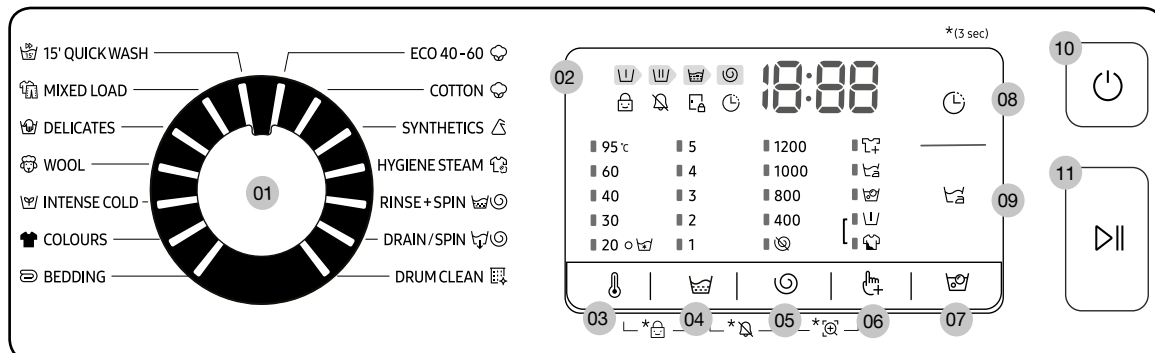 *(3 sec)
15' QUICK WASH
MIXED LOAD
DELICATES
WOOL
INTENSE COLD
COLOURS
BEDDING
01
ECO 40-60
COTTON
SYNTHETICS
HYGIENE STEAM
RINSE+SPIN
DRAIN/SPIN
DRUM CLEAN
02
18:88
95℃ 5 1200
60 4 1000
40 3 800
30 2 400
20 1
03 * 04 * 05 * 06 07
08
09
10
11